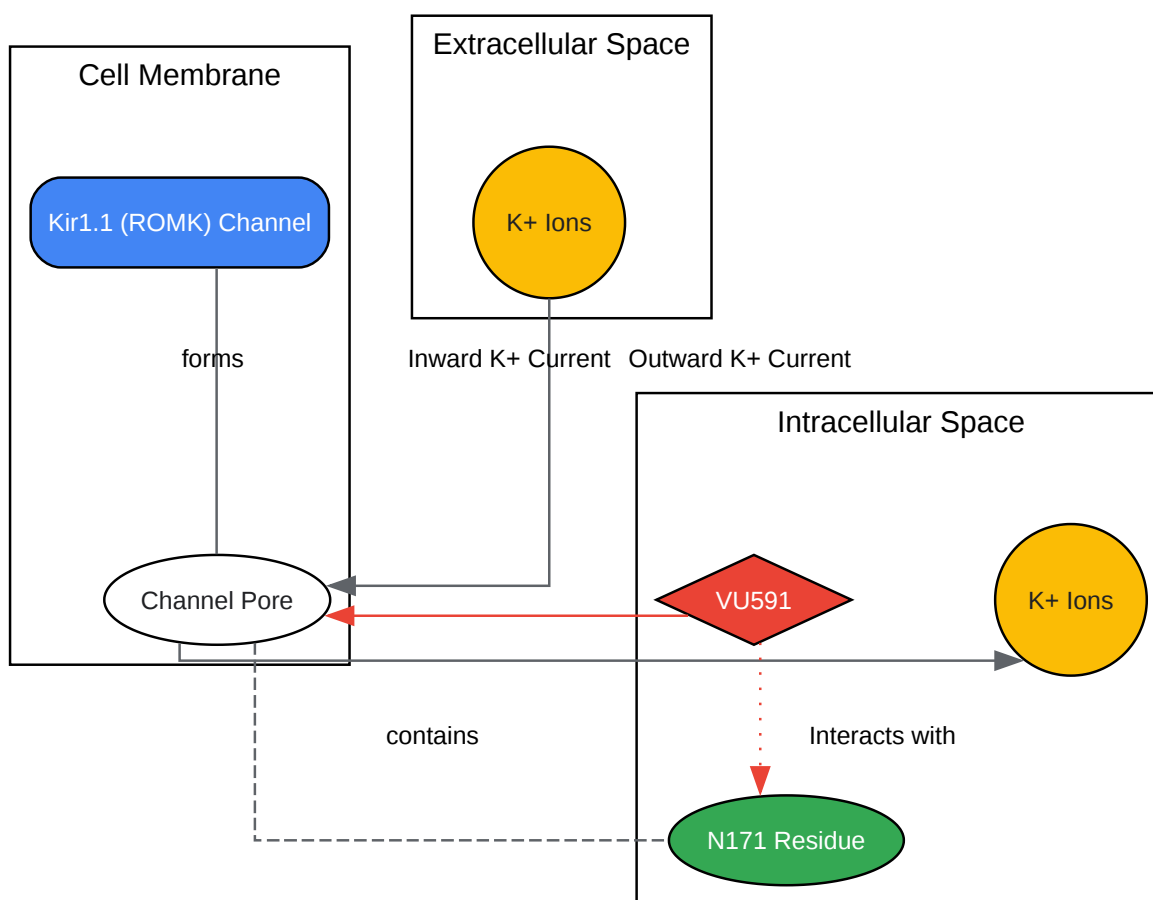 Extracellular Space
Cell Membrane
Kir1.1 (ROMK) Channel
K+ Ions
forms
Inward K+ Current
Outward K+ Current
Intracellular Space
Channel Pore
VU591
K+ Ions
contains
Interacts with
N171 Residue